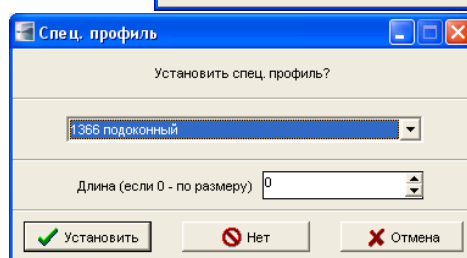 Спец. профиль
Установить спец. профиль?
1366 подоконный
Длина (если 0 - по размеру) 0
Установить Нет Отмена